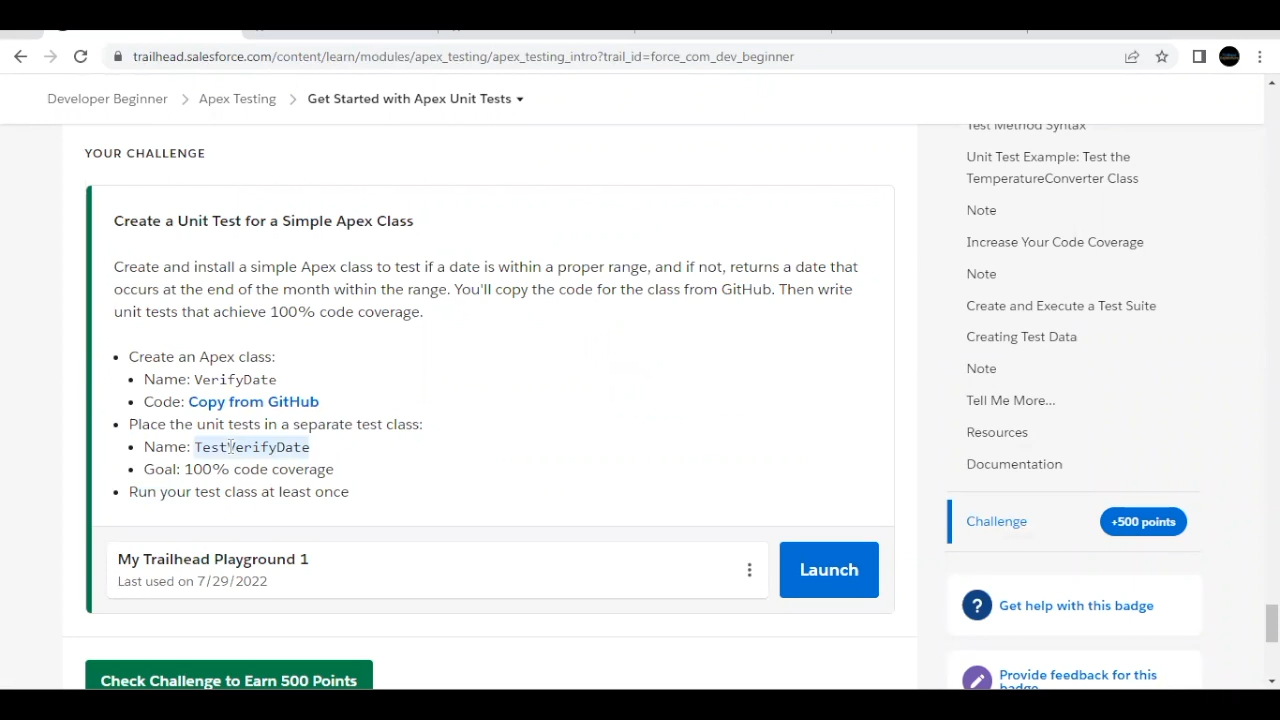 trailhead.salesforce.com/content/learn/modules/apex_testing/apex_testing_intro?trail_id=force_com_dev_beginner
Developer Beginner > Apex Testing > Get Started with Apex Unit Tests
YOUR CHALLENGE
Create a Unit Test for a Simple Apex Class
Create and install a simple Apex class to test if a date is within a proper range, and if not, returns a date that
occurs at the end of the month within the range. You'll copy the code for the class from GitHub. Then write
unit tests that achieve 100% code coverage.
• Create an Apex class:
• Name: VerifyDate
• Code: Copy from GitHub
• Place the unit tests in a separate test class:
• Name: TestVerifyDate
• Goal: 100% code coverage
• Run your test class at least once
My Trailhead Playground 1
Last used on 7/29/2022
Launch
Check Challenge to Earn 500 Points
Test Method Syntax
Unit Test Example: Test the
TemperatureConverter Class
Note
Increase Your Code Coverage
Note
Create and Execute a Test Suite
Creating Test Data
Note
Tell Me More...
Resources
Documentation
Challenge +500 points
? Get help with this badge
Provide feedback for this
badge